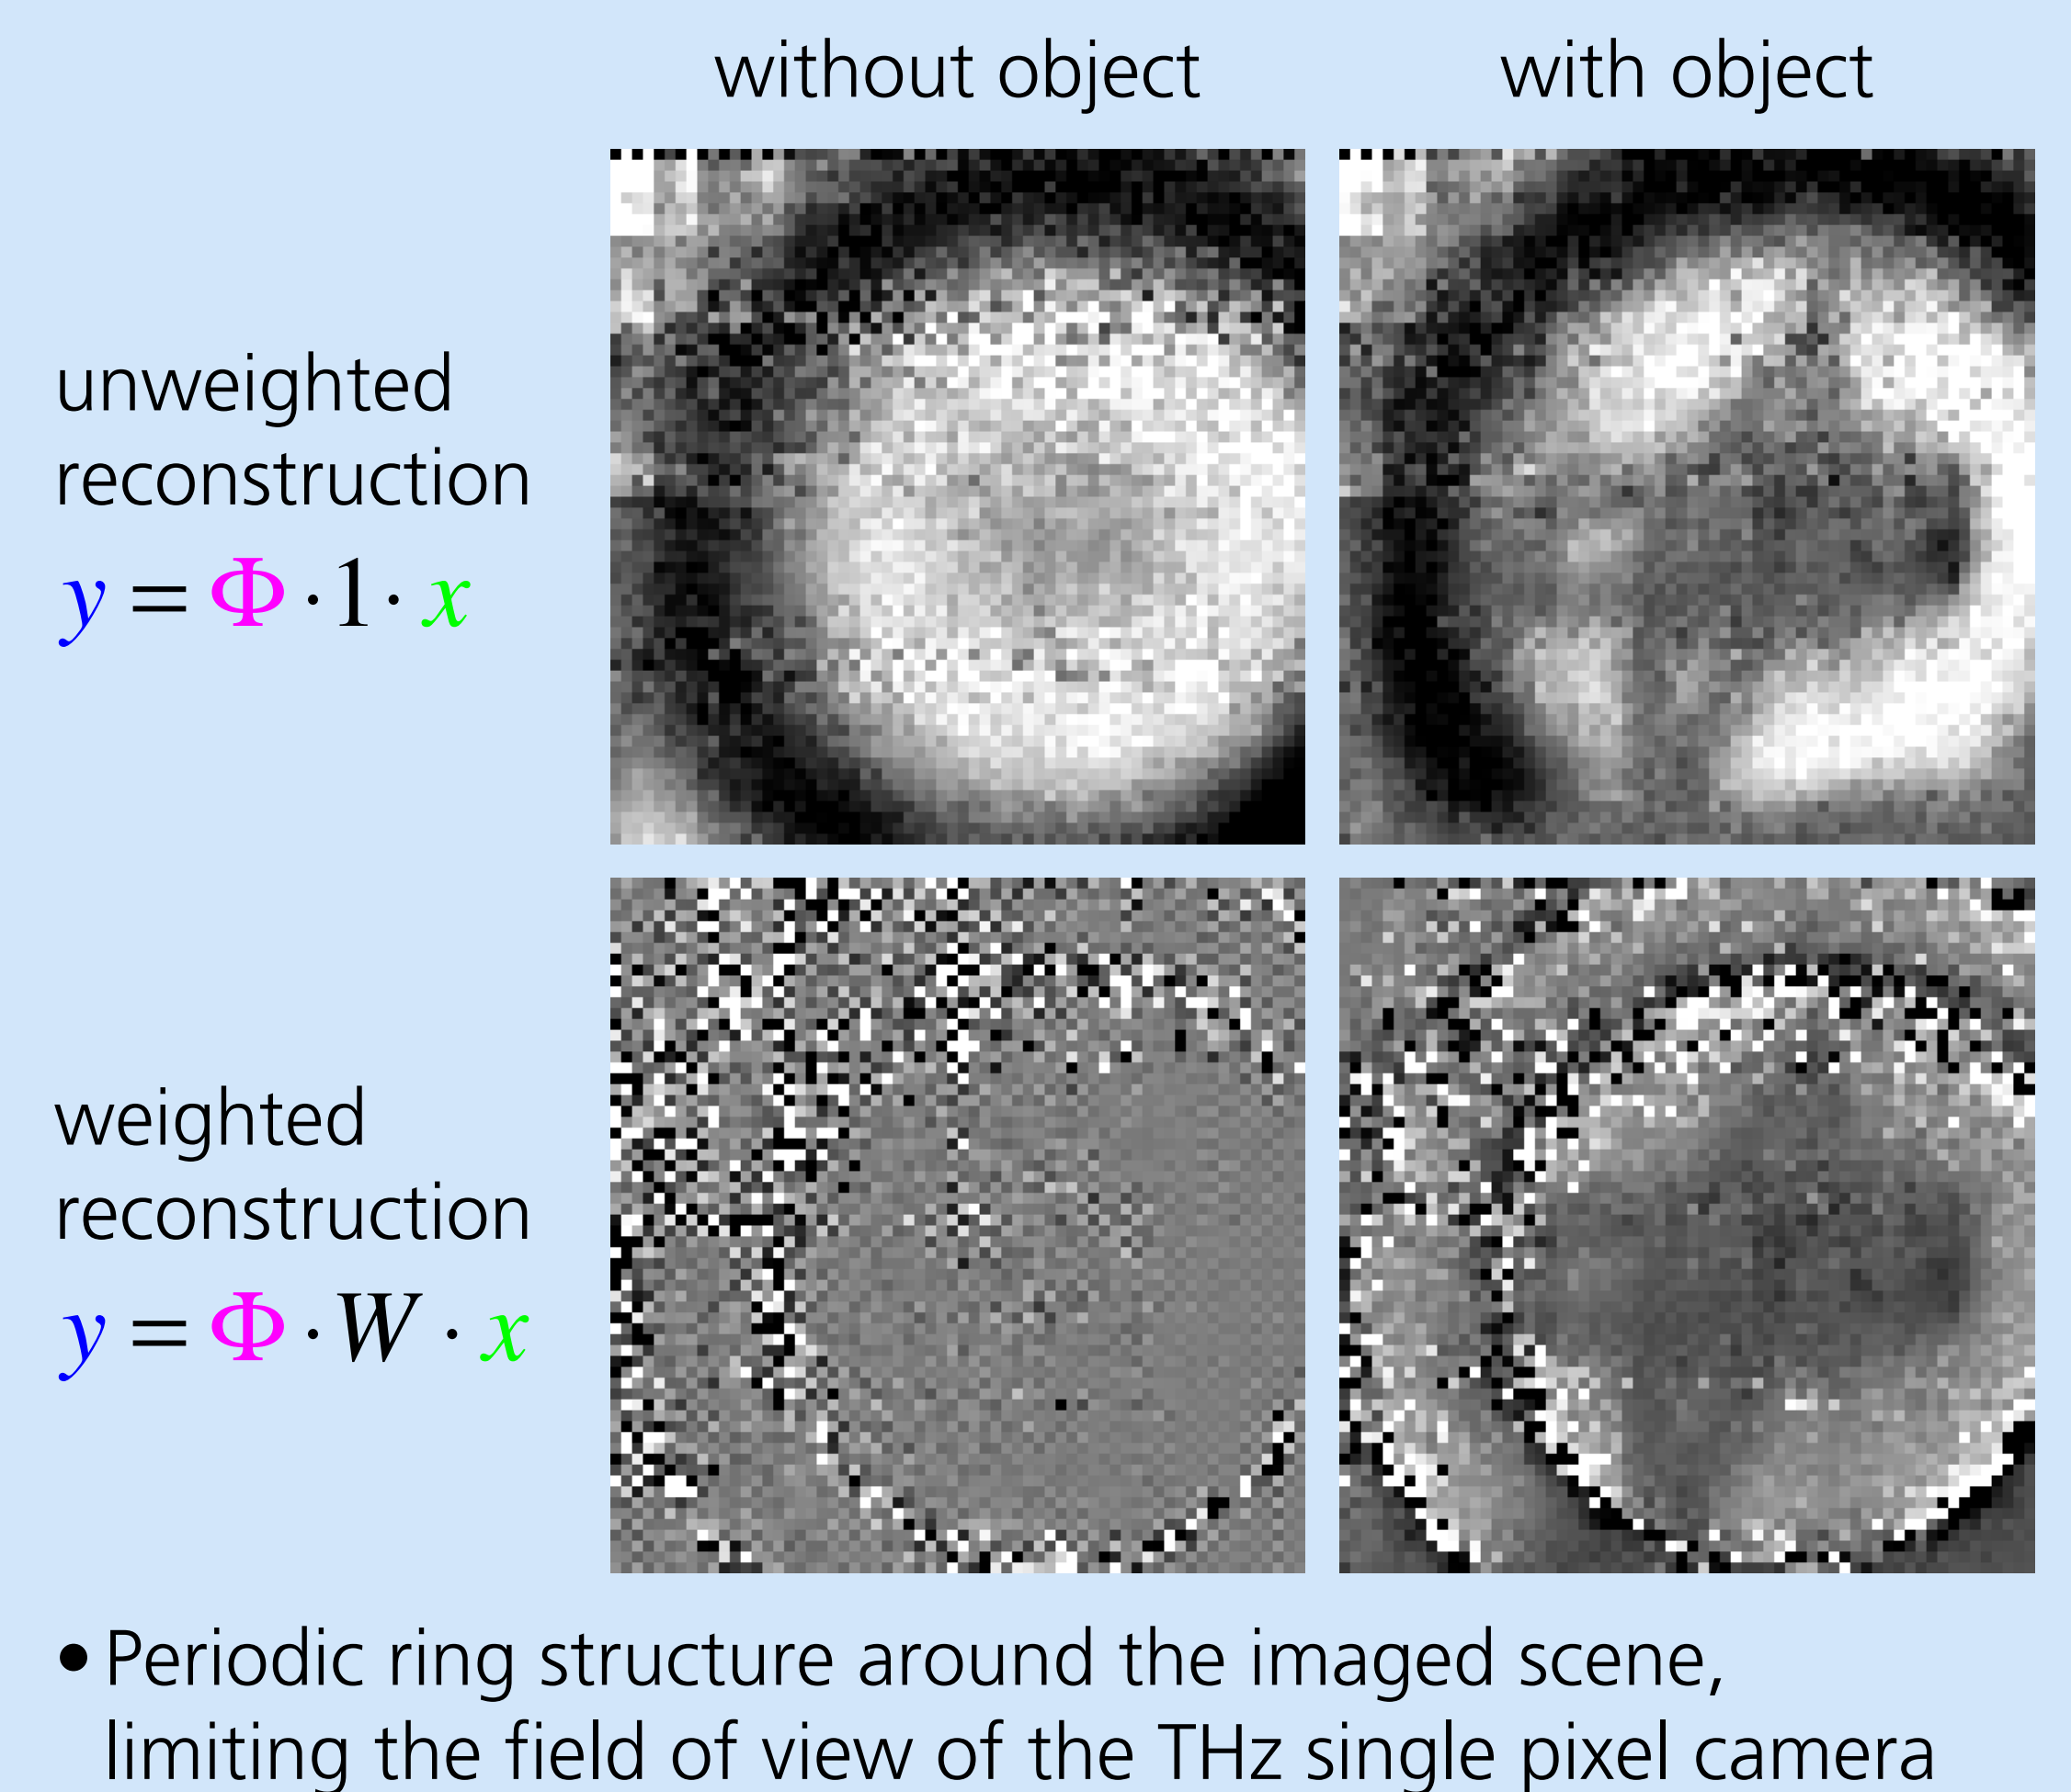 without object
with object
unweighted
reconstruction
y = Φ · 1 · x
weighted
reconstruction
y = Φ · W · x
• Periodic ring structure around the imaged scene,
limiting the field of view of the THz single pixel camera